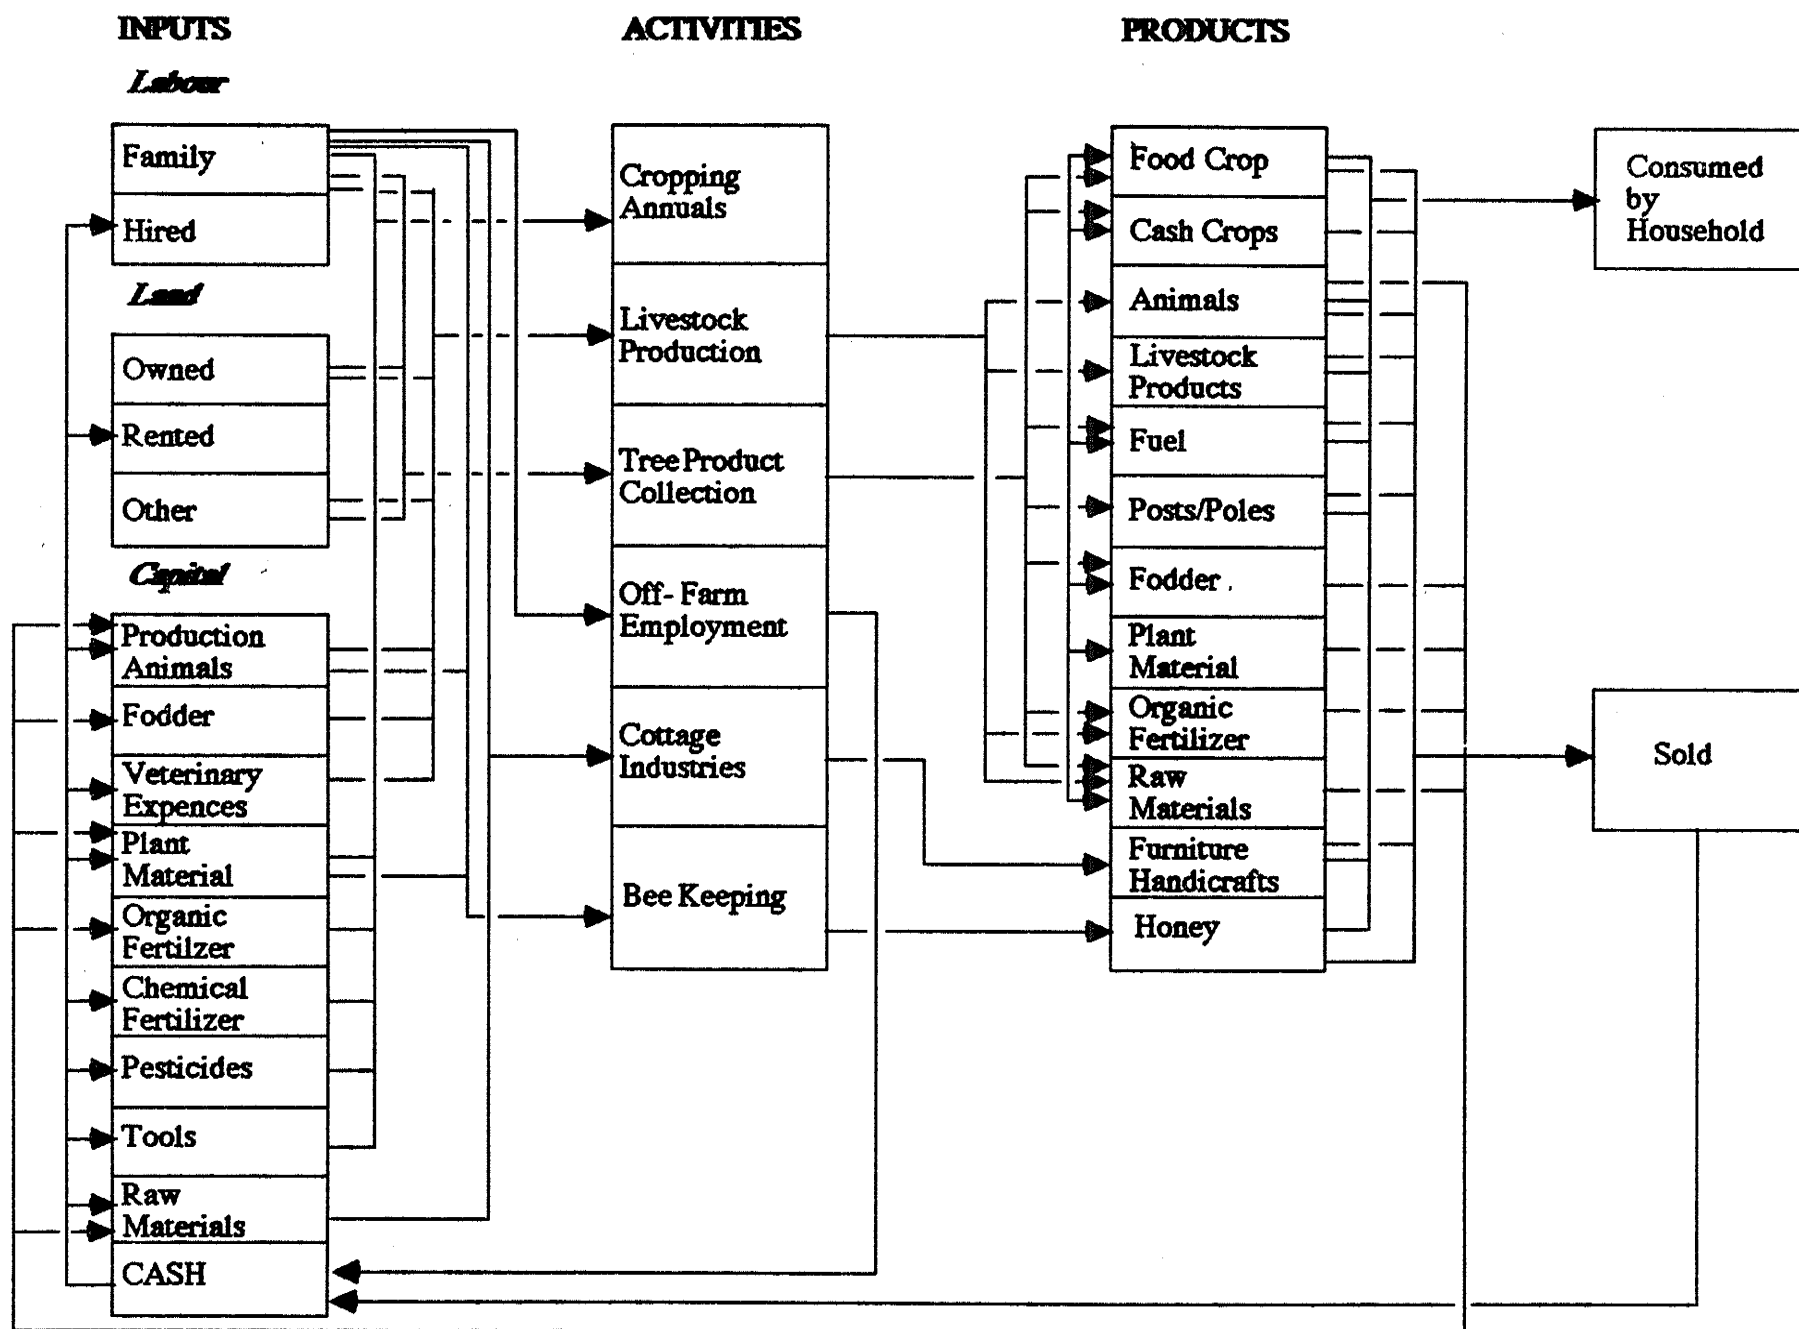 INPUTS
ACTIVITIES
PRODUCTS
Labour
Family
Hired
Land
Owned
Rented
Other
Capital
Production
Animals
Fodder
Veterinary
Expences
Plant
Material
Organic
Fertilzer
Chemical
Fertilizer
Pesticides
Tools
Raw
Materials
CASH
Cropping
Annuals
Livestock
Production
Tree Product
Collection
Off- Farm
Employment
Cottage
Industries
Bee Keeping
Food Crop
Cash Crops
Animals
Livestock
Products
Fuel
Posts/Poles
Fodder
Plant
Material
Organic
Fertilizer
Raw
Materials
Furniture
Handicrafts
Honey
Consumed
by
Household
Sold